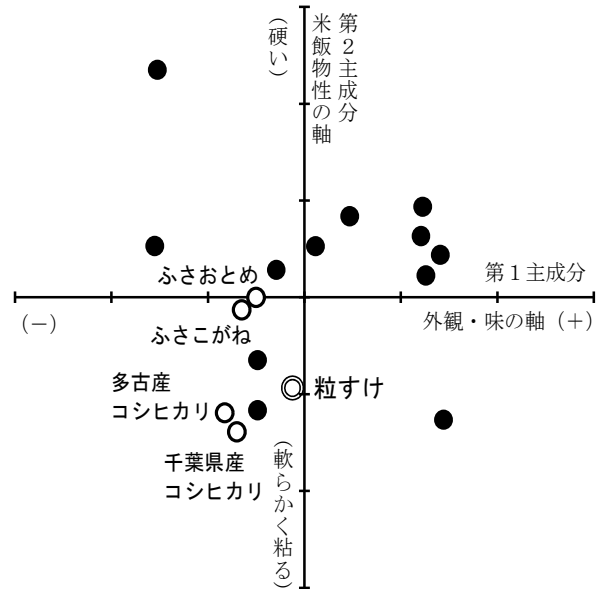 第２主成分
米飯物性の軸
（硬い）
第１主成分
外観・味の軸（＋）
（－）
ふさおとめ
ふさこがね
多古産
コシヒカリ
粒すけ
千葉県産
コシヒカリ
（軟らかく粘る）